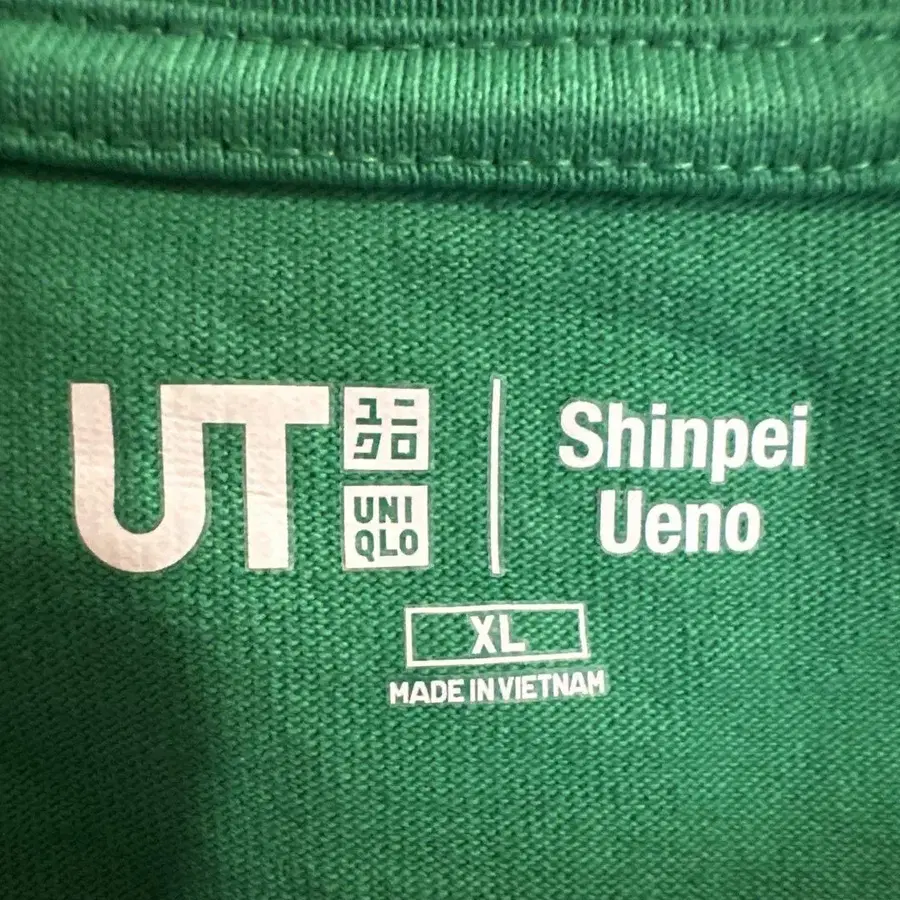 UT
ユニ
クロ
UNI
QLO
Shinpei
Ueno
XL
MADE IN VIETNAM